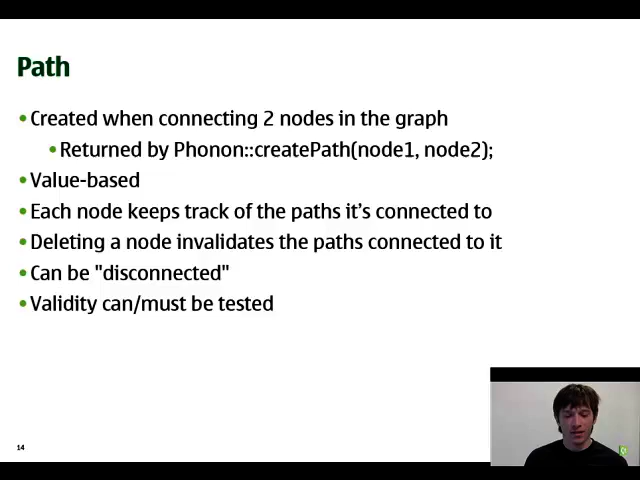 Path
•Created when connecting 2 nodes in the graph
•Returned by Phonon::createPath(node1, node2);
•Value-based
•Each node keeps track of the paths it's connected to
•Deleting a node invalidates the paths connected to it
•Can be "disconnected"
•Validity can/must be tested
14